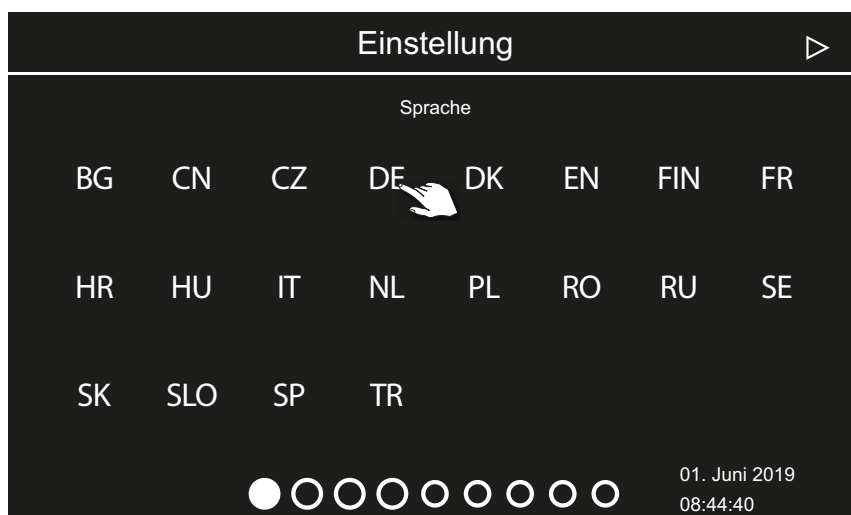 Einstellung
Sprache
BG CN CZ DE DK EN FIN FR
HR HU IT NL PL RO RU SE
SK SLO SP TR
01. Juni 2019
08:44:40